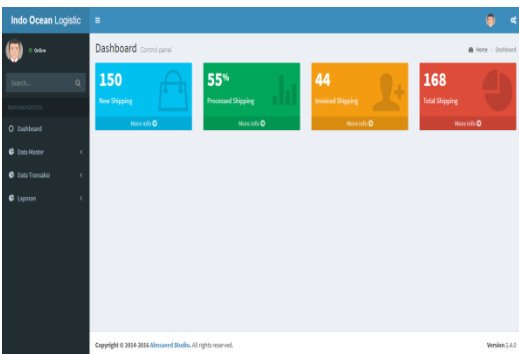 Indo Ocean Logistic
Online
Search...
MAIN NAVIGATION
Dashboard
Data Master
Data Transaksi
Laporan
Dashboard Control panel
Home > Dashboard
150
New Shipping
More info
55%
Processed Shipping
More info
44
Invoiced Shipping
More info
168
Total Shipping
More info
Copyright © 2014-2016 Almsaeed Studio. All rights reserved.
Version 2.4.0